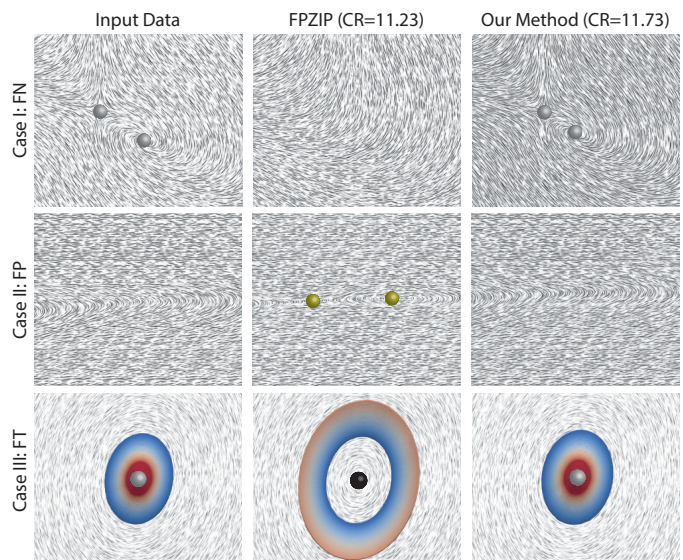 Input Data
FPZIP (CR=11.23)
Our Method (CR=11.73)
Case I: FN
Case II: FP
Case III: FT